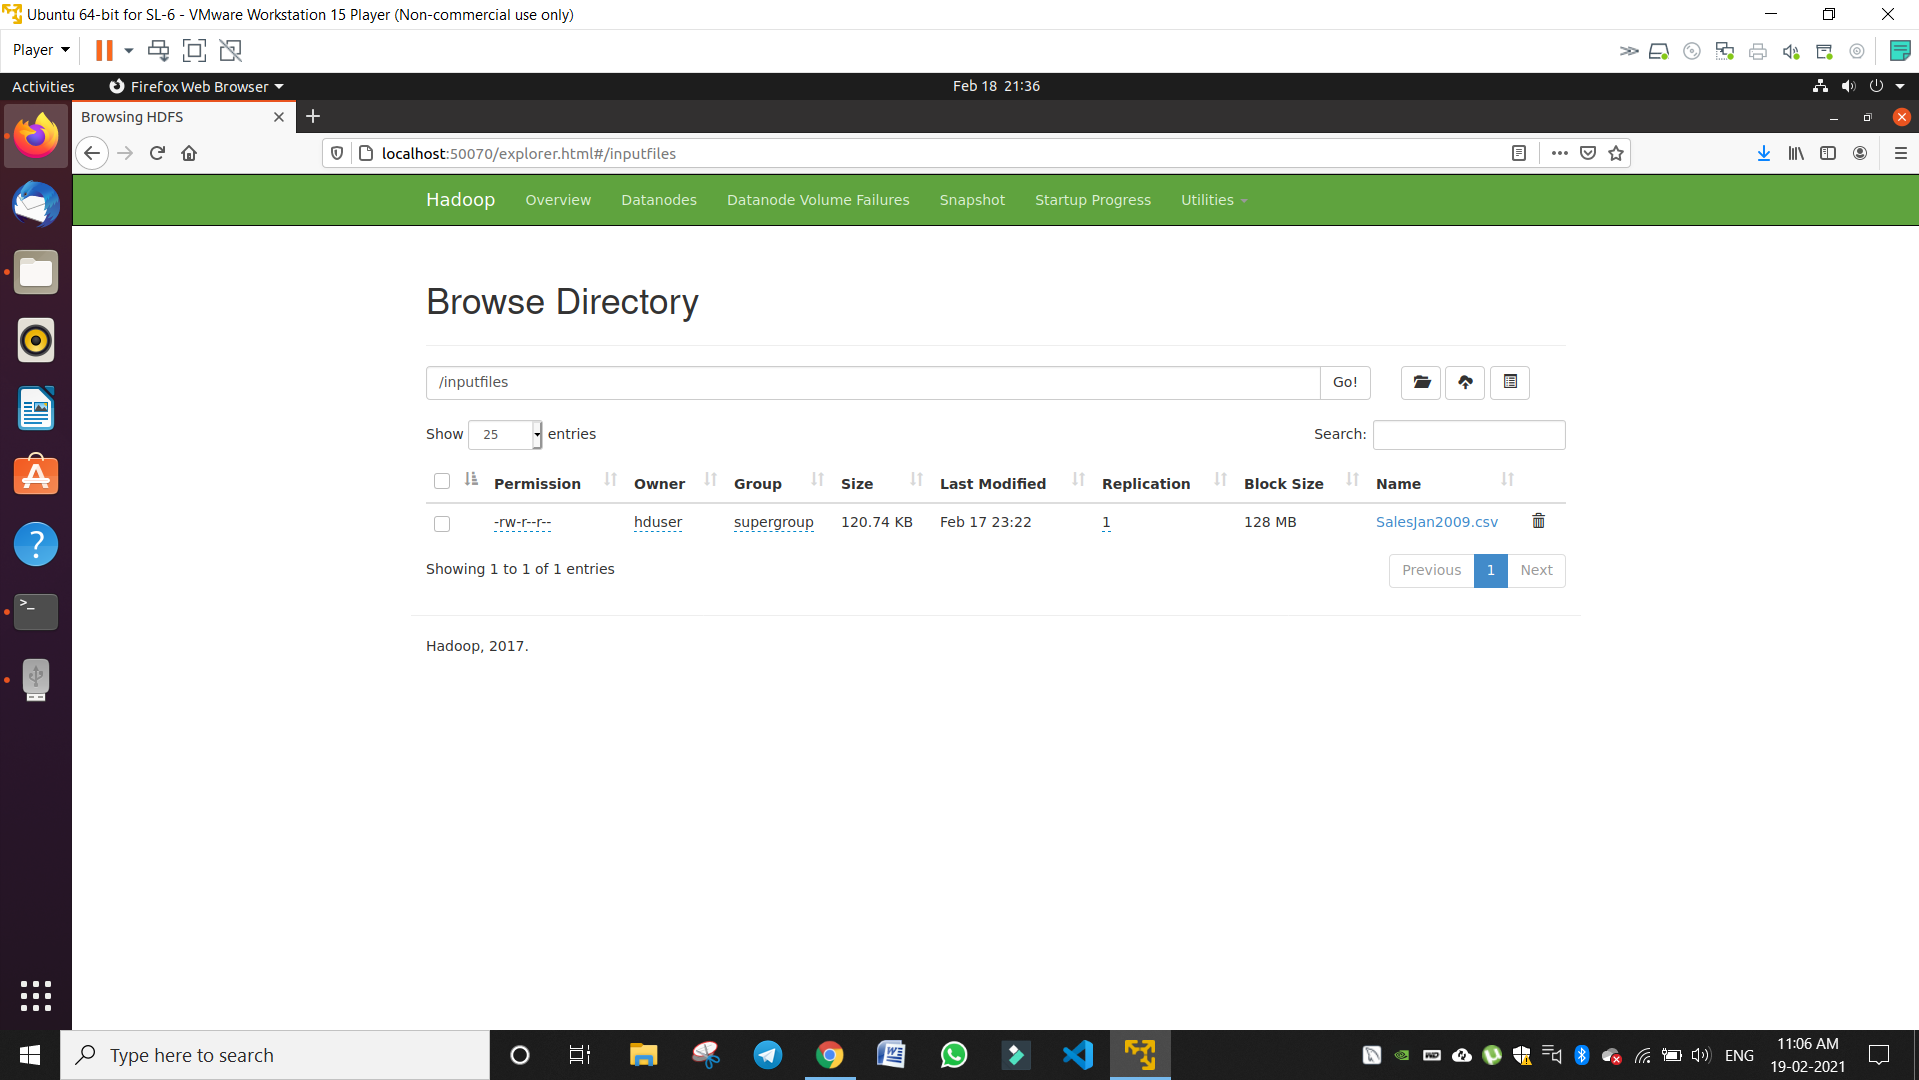 Ubuntu 64-bit for SL-6 - VMware Workstation 15 Player (Non-commercial use only)
Player
Activities Firefox Web Browser Feb 18 21:36
Browsing HDFS
localhost:50070/explorer.html#/inputfiles
Hadoop Overview Datanodes Datanode Volume Failures Snapshot Startup Progress Utilities
Browse Directory
/inputfiles Go!
Show 25 entries Search:
Permission Owner Group Size Last Modified Replication Block Size Name
-rw-r--r-- hduser supergroup 120.74 KB Feb 17 23:22 1 128 MB SalesJan2009.csv
Showing 1 to 1 of 1 entries Previous 1 Next
Hadoop, 2017.
Type here to search ENG 11:06 AM
19-02-2021